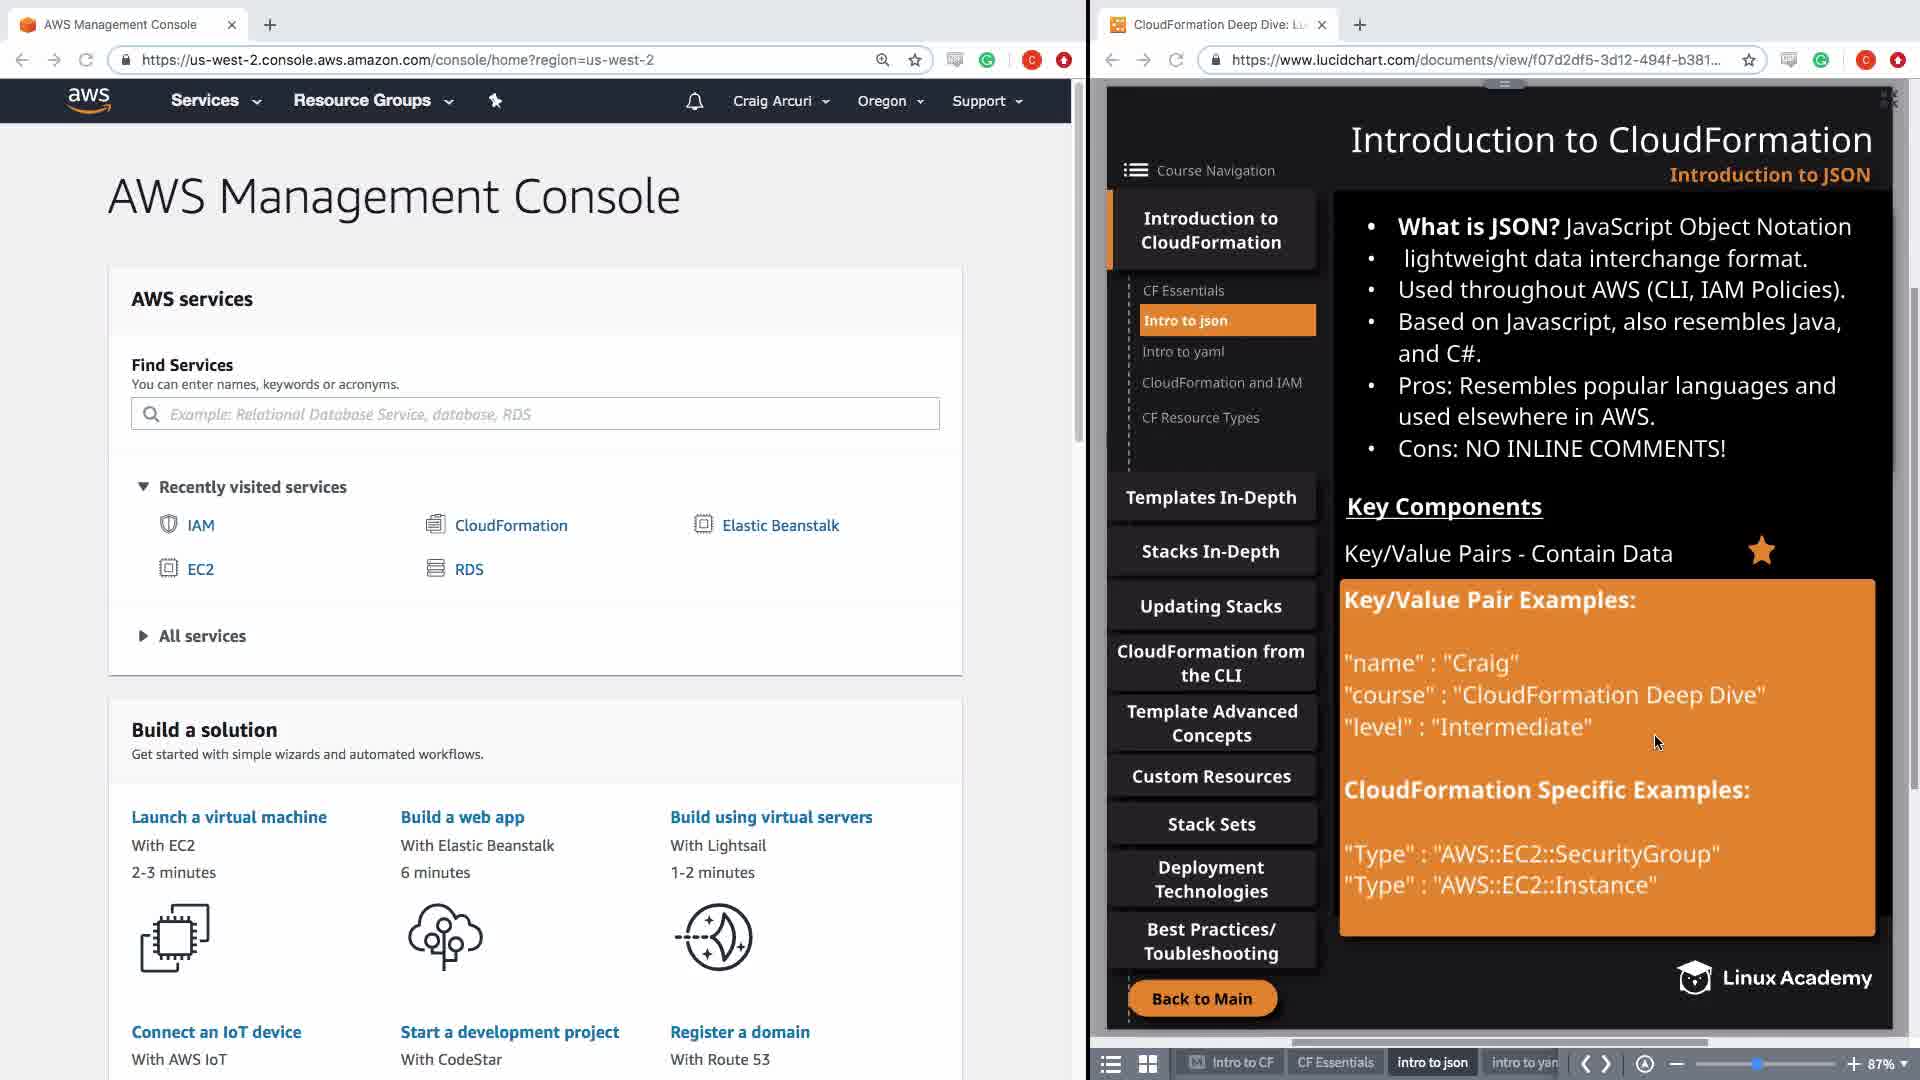 AWS Management Console
https://us-west-2.console.aws.amazon.com/console/home?region=us-west-2
C
aws
Services
Resource Groups
Craig Arcuri
Oregon
Support
AWS Management Console
AWS services
Find Services
You can enter names, keywords or acronyms.
Example: Relational Database Service, database, RDS
Recently visited services
IAM
CloudFormation
Elastic Beanstalk
EC2
RDS
All services
Build a solution
Get started with simple wizards and automated workflows.
Launch a virtual machine
With EC2
2-3 minutes
Build a web app
With Elastic Beanstalk
6 minutes
Build using virtual servers
With Lightsail
1-2 minutes
Connect an IoT device
With AWS IoT
Start a development project
With CodeStar
Register a domain
With Route 53
CloudFormation Deep Dive: Lu
https://www.lucidchart.com/documents/view/f07d2df5-3d12-494f-b381...
C
Introduction to CloudFormation
Introduction to JSON
Course Navigation
Introduction to
CloudFormation
CF Essentials
Intro to json
Intro to yaml
CloudFormation and IAM
CF Resource Types
Templates In-Depth
Stacks In-Depth
Updating Stacks
CloudFormation from
the CLI
Template Advanced
Concepts
Custom Resources
Stack Sets
Deployment
Technologies
Best Practices/
Toubleshooting
Back to Main
• What is JSON? JavaScript Object Notation
• lightweight data interchange format.
• Used throughout AWS (CLI, IAM Policies).
• Based on Javascript, also resembles Java,
and C#.
• Pros: Resembles popular languages and
used elsewhere in AWS.
• Cons: NO INLINE COMMENTS!
Key Components
Key/Value Pairs - Contain Data
Key/Value Pair Examples:
"name" : "Craig"
"course" : "CloudFormation Deep Dive"
"level" : "Intermediate"
CloudFormation Specific Examples:
"Type" : "AWS::EC2::SecurityGroup"
"Type" : "AWS::EC2::Instance"
Linux Academy
M Intro to CF
CF Essentials
intro to json
intro to yan
87%